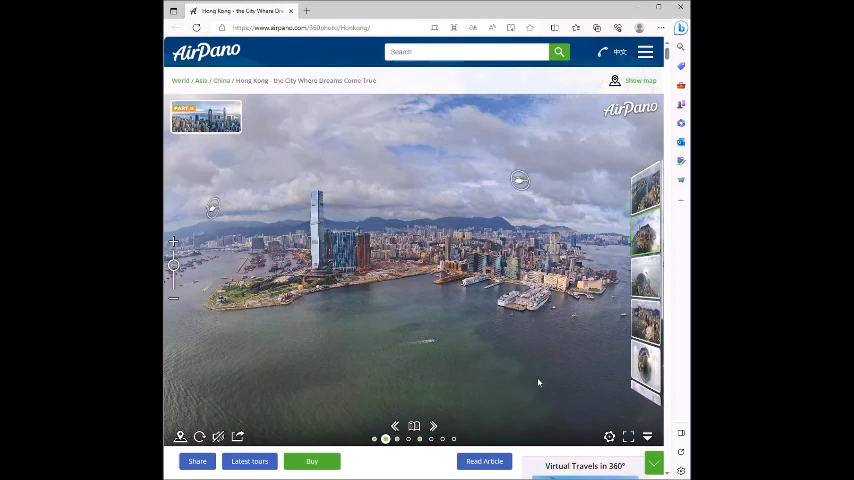 Hong Kong - the City Where Dr
https://www.airpano.com/360photo/Honkong/
AirPano
Search
中文
World / Asia / China / Hong Kong - the City Where Dreams Come True
Show map
PART II
AirPano
Share
Latest tours
Buy
Read Article
Virtual Travels in 360°